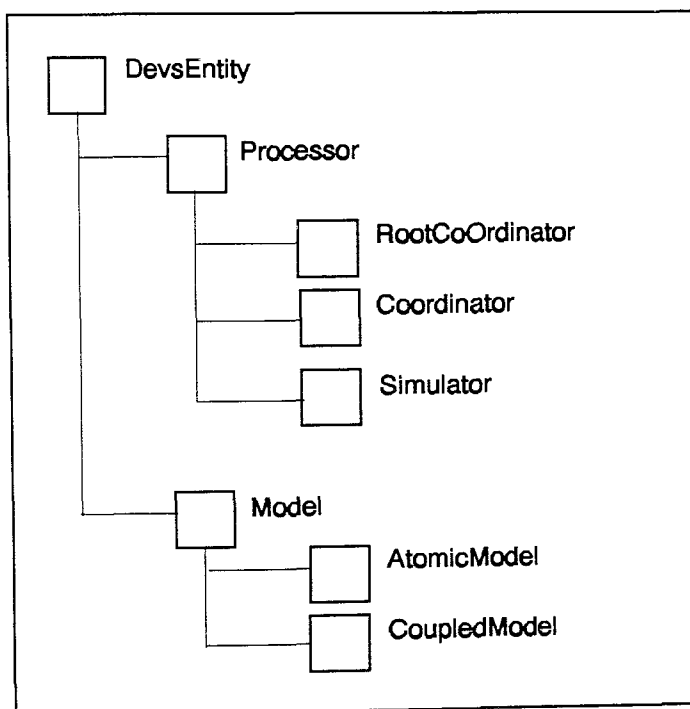 DevsEntity
Processor
RootCoOrdinator
Coordinator
Simulator
Model
AtomicModel
CoupledModel